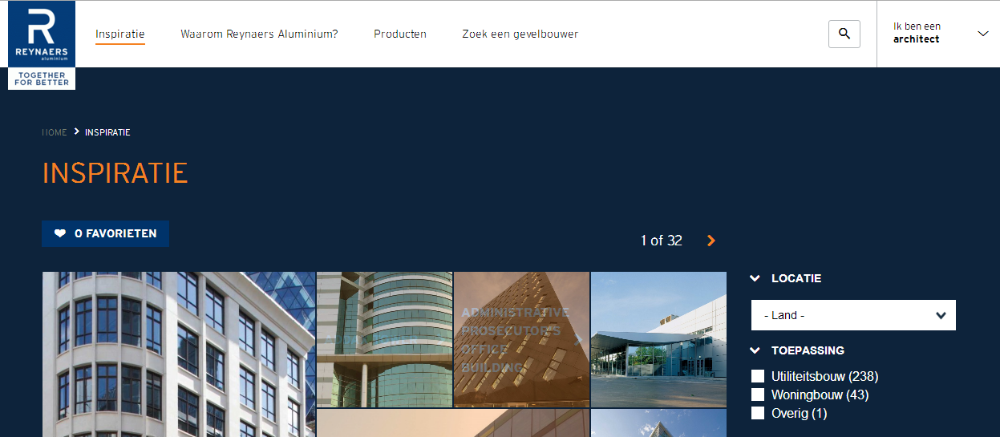 R
REYNAERS
aluminium
TOGETHER
FOR BETTER
Inspiratie
Waarom Reynaers Aluminium?
Producten
Zoek een gevelbouwer
Ik ben een
architect
HOME
INSPIRATIE
INSPIRATIE
0 FAVORIETEN
1 of 32
ADMINISTRATIVE
PROSECUTOR'S
OFFICE
BUILDING
LOCATIE
- Land -
TOEPASSING
Utiliteitsbouw (238)
Woningbouw (43)
Overig (1)